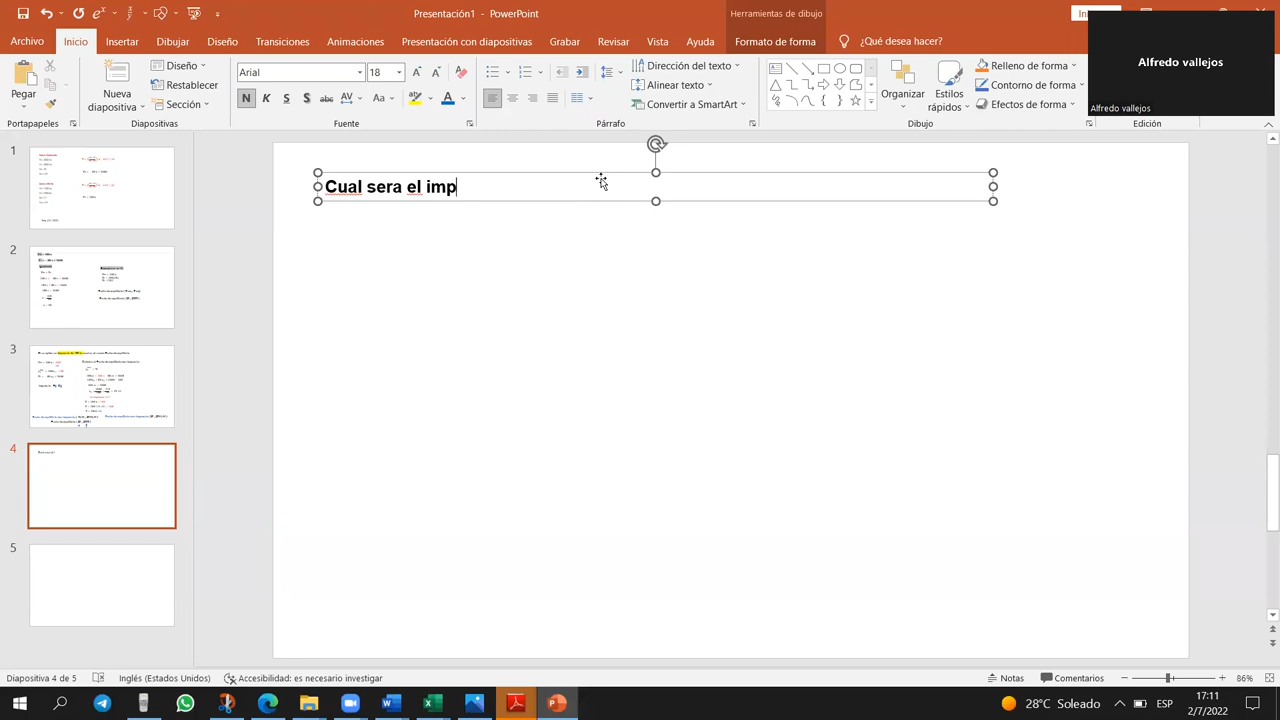 Presentación1 - PowerPoint
Herramientas de dibujo
Alfredo vallejos
Alfredo vallejos
Archivo
Inicio
Insertar
Dibujar
Diseño
Transiciones
Animaciones
Presentación con diapositivas
Grabar
Revisar
Vista
Ayuda
Formato de forma
¿Qué desea hacer?
Pegar
Portapapeles
Nueva
diapositiva
Diseño
Restablecer
Sección
Diapositivas
Arial
18
N K S S abc
Aa
Fuente
Párrafo
Dirección del texto
Alinear texto
Convertir a SmartArt
Organizar
Estilos
rápidos
Relleno de forma
Contorno de forma
Efectos de forma
Dibujo
Edición
1
2
3
4
5
Cual sera el imp
Diapositiva 4 de 5
Inglés (Estados Unidos)
Accesibilidad: es necesario investigar
Notas
Comentarios
86%
28°C Soleado
ESP
17:11
2/7/2022